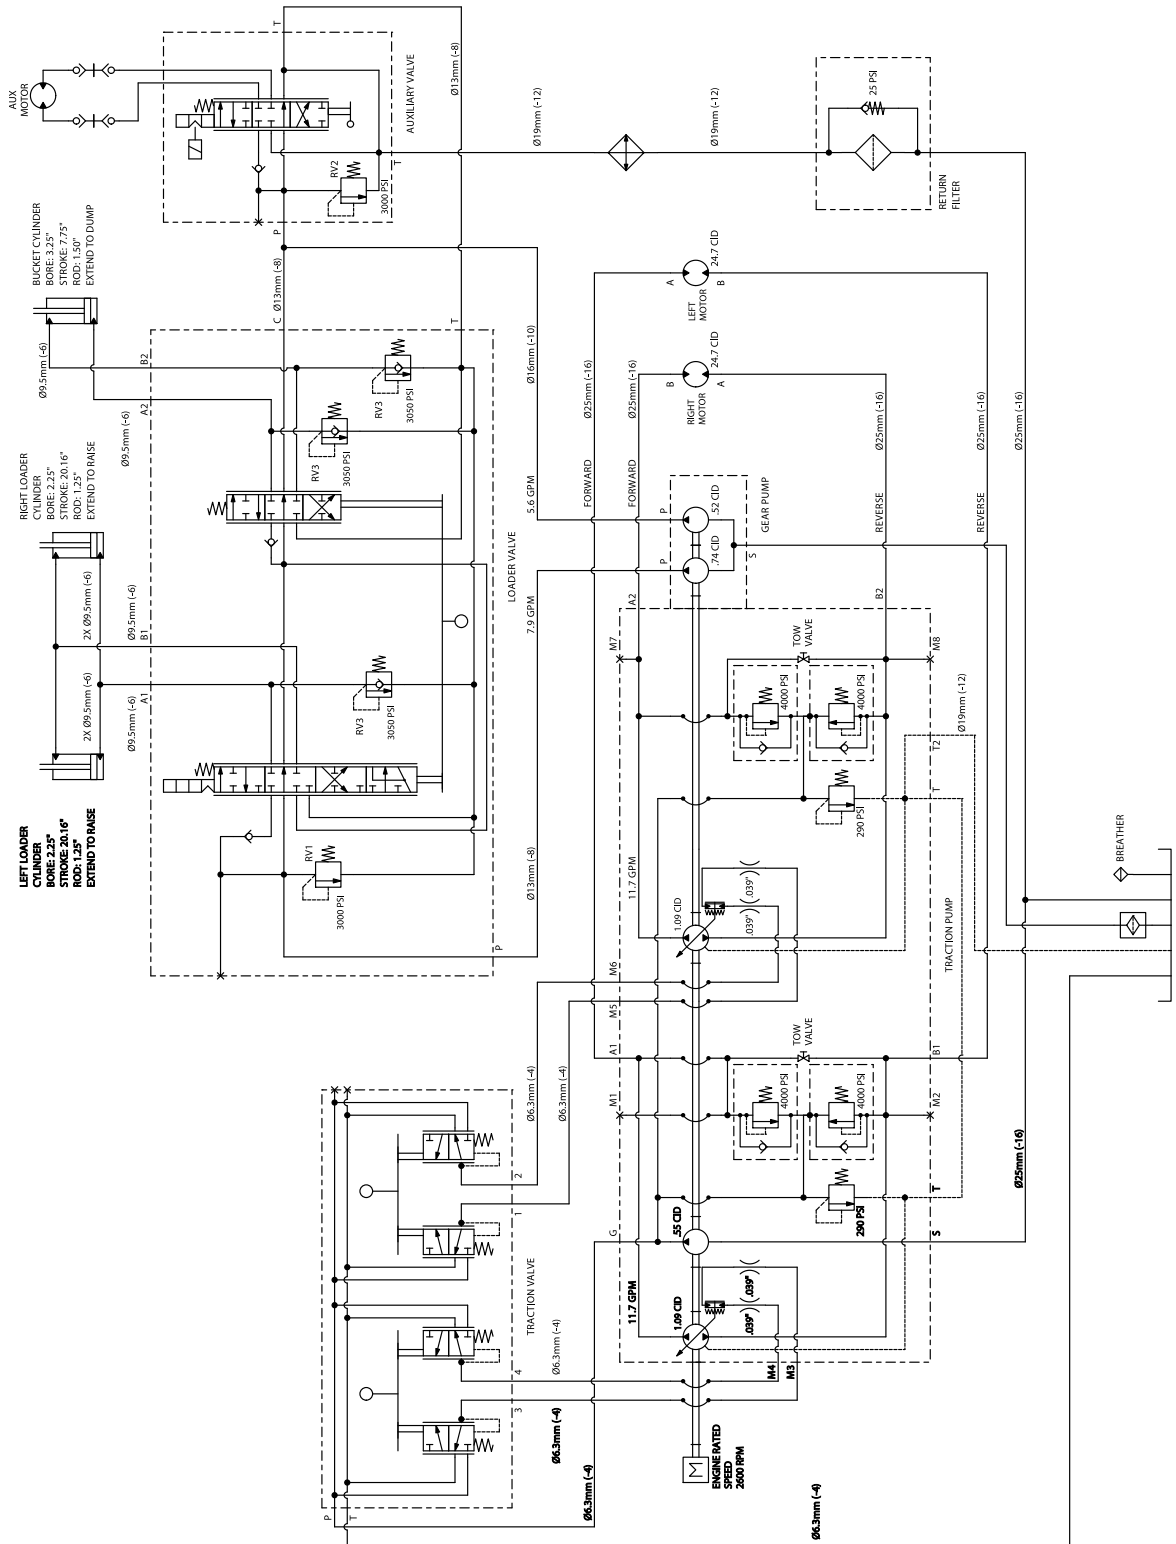 AUX
MOTOR
T
Ø13mm (-8)
AUXILIARY VALVE
RV2
3000 PSI
T
P
Ø19mm (-12)
Ø19mm (-12)
25 PSI
RETURN
FILTER
BUCKET CYLINDER
BORE: 3.25"
STROKE: 7.75"
ROD: 1.50"
EXTEND TO DUMP
Ø9.5mm (-6)
B2
A2
Ø9.5mm (-6)
C
Ø13mm (-8)
T
RV3
3050 PSI
RV3
3050 PSI
Ø16mm (-10)
5.6 GPM
RIGHT LOADER
CYLINDER
BORE: 2.25"
STROKE: 20.16"
ROD: 1.25"
EXTEND TO RAISE
2X Ø9.5mm (-6)
2X Ø9.5mm (-6)
Ø9.5mm (-6)
B1
A1
Ø9.5mm (-6)
LOADER VALVE
RV3
3050 PSI
7.9 GPM
LEFT LOADER
CYLINDER
BORE: 2.25"
STROKE: 20.16"
ROD: 1.25"
EXTEND TO RAISE
RV1
3000 PSI
P
Ø13mm (-8)
A
24.7 CID
LEFT
MOTOR
B
B
24.7 CID
RIGHT
MOTOR
A
Ø25mm (-16)
Ø25mm (-16)
Ø25mm (-16)
Ø25mm (-16)
Ø25mm (-16)
FORWARD
FORWARD
REVERSE
REVERSE
P
.52 CID
P
.74 CID
S
GEAR PUMP
A2
M7
B2
M8
TOW
VALVE
4000 PSI
4000 PSI
290 PSI
T2
T
Ø19mm (-12)
11.7 GPM
1.09 CID
.039"
.039"
TRACTION PUMP
BREATHER
M6
M5
A1
M1
TOW
VALVE
B1
M2
4000 PSI
4000 PSI
290 PSI
T
S
Ø25mm (-16)
G
.55 CID
11.7 GPM
1.09 CID
.039"
.039"
M4
M3
Ø6.3mm (-4)
Ø6.3mm (-4)
2
1
TRACTION VALVE
4
3
Ø6.3mm (-4)
Ø6.3mm (-4)
Ø6.3mm (-4)
P
T
M
ENGINE RATED
SPEED
2600 RPM
Ø6.3mm (-4)